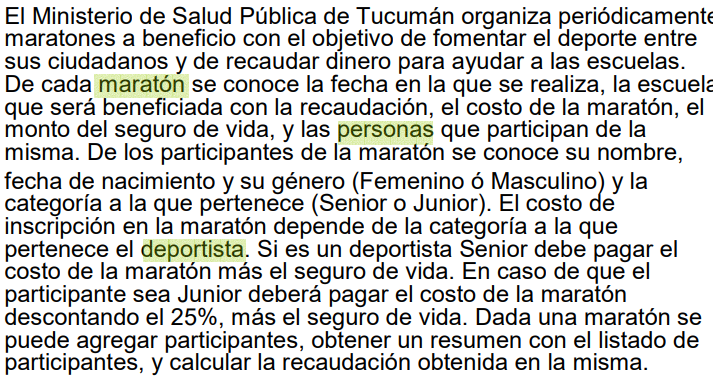 El Ministerio de Salud Pública de Tucumán organiza periódicamente
maratones a beneficio con el objetivo de fomentar el deporte entre
sus ciudadanos y de recaudar dinero para ayudar a las escuelas.
De cada maratón se conoce la fecha en la que se realiza, la escuela
que será beneficiada con la recaudación, el costo de la maratón, el
monto del seguro de vida, y las personas que participan de la
misma. De los participantes de la maratón se conoce su nombre,
fecha de nacimiento y su género (Femenino ó Masculino) y la
categoría a la que pertenece (Senior o Junior). El costo de
inscripción en la maratón depende de la categoría a la que
pertenece el deportista. Si es un deportista Senior debe pagar el
costo de la maratón más el seguro de vida. En caso de que el
participante sea Junior deberá pagar el costo de la maratón
descontando el 25%, más el seguro de vida. Dada una maratón se
puede agregar participantes, obtener un resumen con el listado de
participantes, y calcular la recaudación obtenida en la misma.